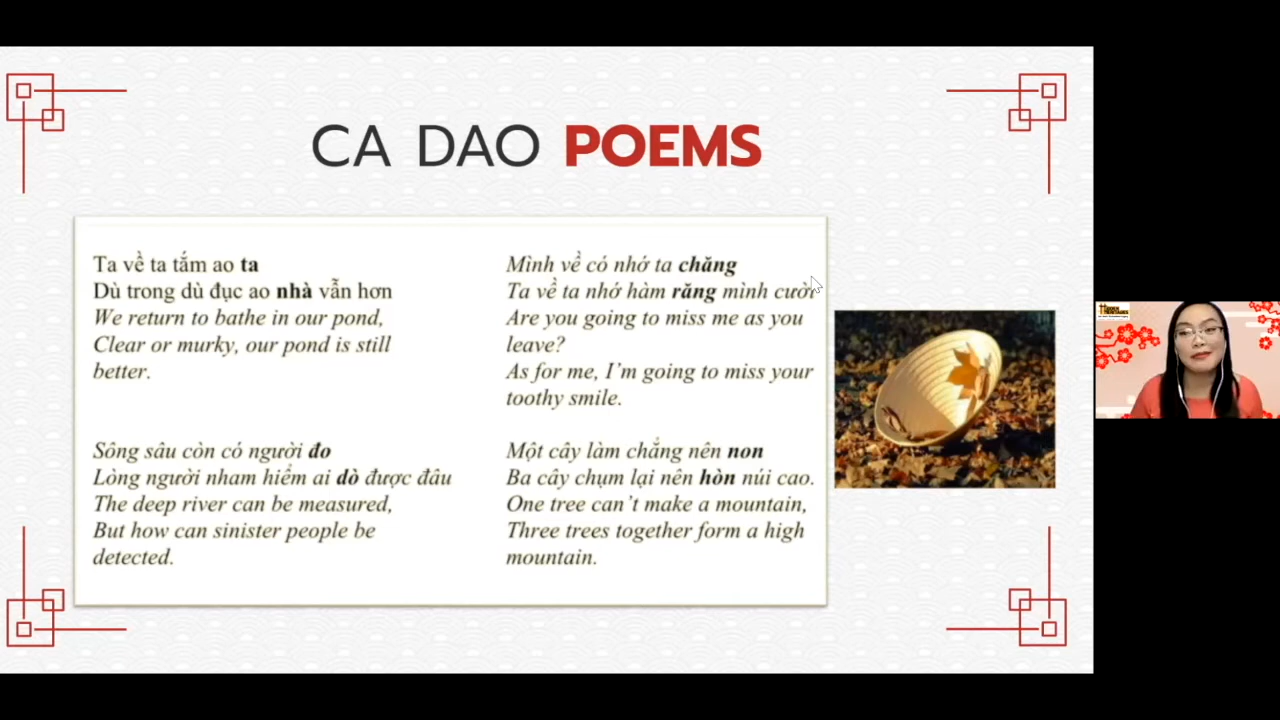 CA DAO POEMS
Ta về ta tắm ao ta
Dù trong dù đục ao nhà vẫn hơn
We return to bathe in our pond,
Clear or murky, our pond is still
better.
Mình về có nhớ ta chăng
Ta về ta nhớ hàm răng mình cười
Are you going to miss me as you
leave?
As for me, I'm going to miss your
toothy smile.
Sông sâu còn có người đo
Lòng người nham hiểm ai dò được đâu
The deep river can be measured,
But how can sinister people be
detected.
Một cây làm chẳng nên non
Ba cây chụm lại nên hòn núi cao.
One tree can't make a mountain,
Three trees together form a high
mountain.